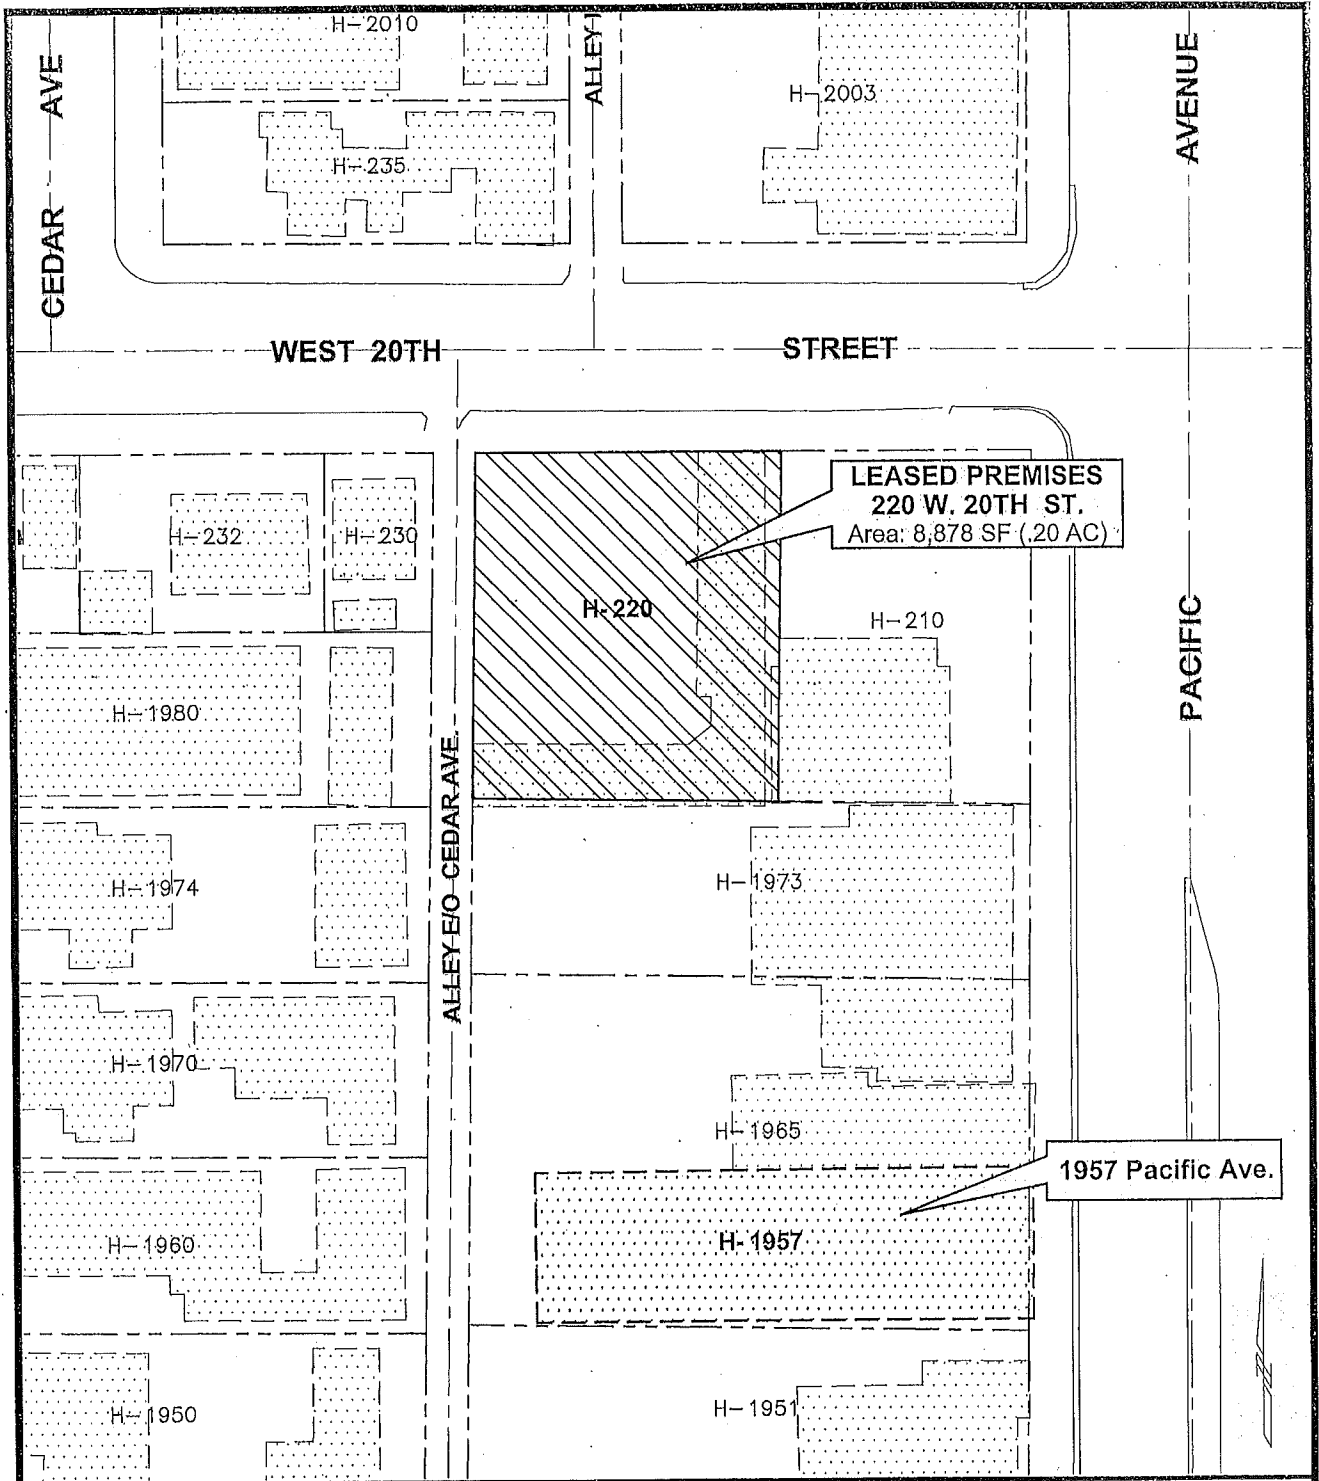 H-2010
CEDAR AVE
ALLEY
H-2003
AVENUE
H-235
WEST 20TH STREET
LEASED PREMISES
220 W. 20TH ST.
Area: 8,878 SF (.20 AC)
H-232
H-230
H-220
H-210
PACIFIC
H-1980
ALLEY E/O CEDAR AVE.
H-1974
H-1973
H-1970
H-1965
1957 Pacific Ave.
H-1960
H-1957
H-1950
H-1951
N